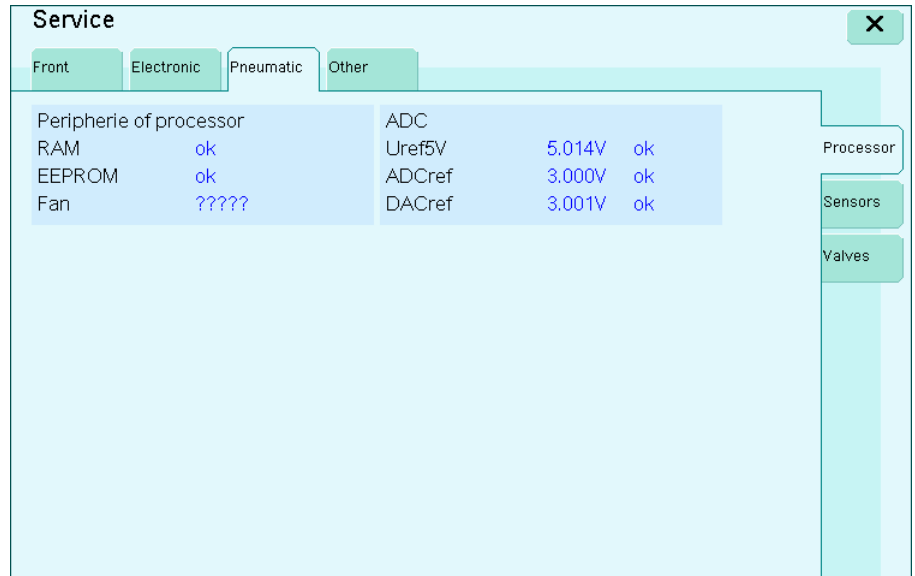 Service
Front Electronic Pneumatic Other
Peripherie of processor
RAM ok
EEPROM ok
Fan ?????
ADC
Uref5V 5.014V ok
ADCref 3.000V ok
DACref 3.001V ok
Processor
Sensors
Valves